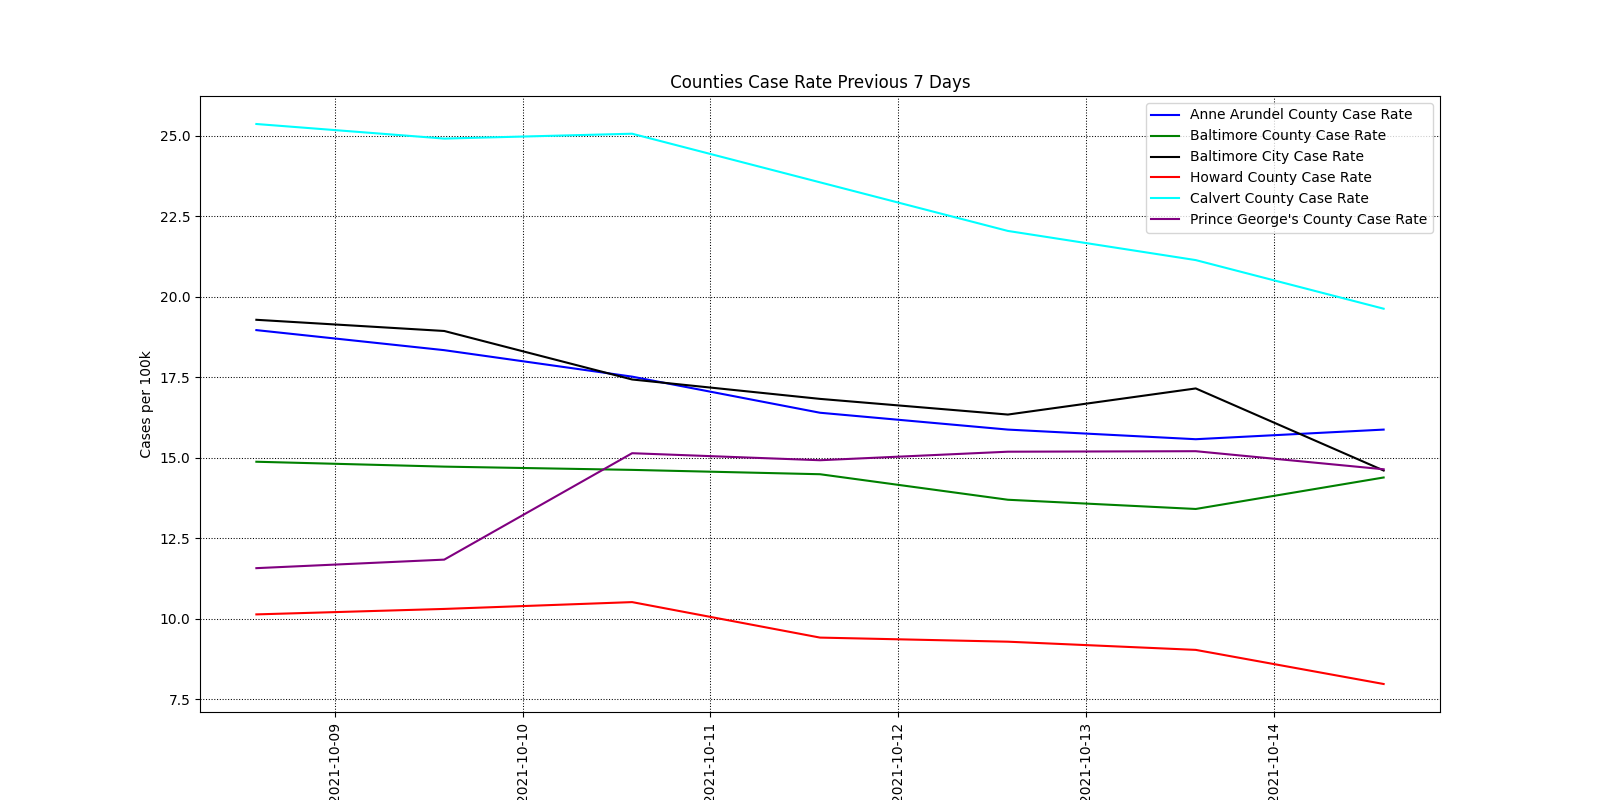 Counties Case Rate Previous 7 Days
Anne Arundel County Case Rate
Baltimore County Case Rate
Baltimore City Case Rate
Howard County Case Rate
Calvert County Case Rate
Prince George's County Case Rate
Cases per 100k
25.0
22.5
20.0
17.5
15.0
12.5
10.0
7.5
2021-10-09
2021-10-10
2021-10-11
2021-10-12
2021-10-13
2021-10-14